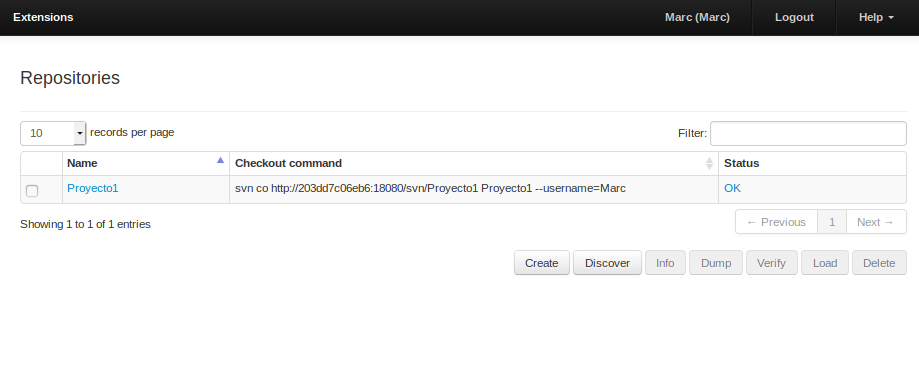 Extensions Marc (Marc) Logout Help
Repositories
10 records per page Filter:
Name Checkout command Status
Proyecto1 svn co http://203dd7c06eb6:18080/svn/Proyecto1 Proyecto1 --username=Marc OK
Showing 1 to 1 of 1 entries ← Previous 1 Next →
Create Discover Info Dump Verify Load Delete